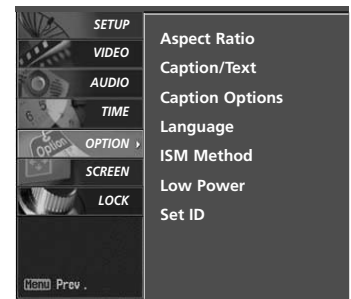 SETUP
VIDEO
AUDIO
TIME
OPTION
SCREEN
LOCK
Menu Prev.
Aspect Ratio
Caption/Text
Caption Options
Language
ISM Method
Low Power
Set ID